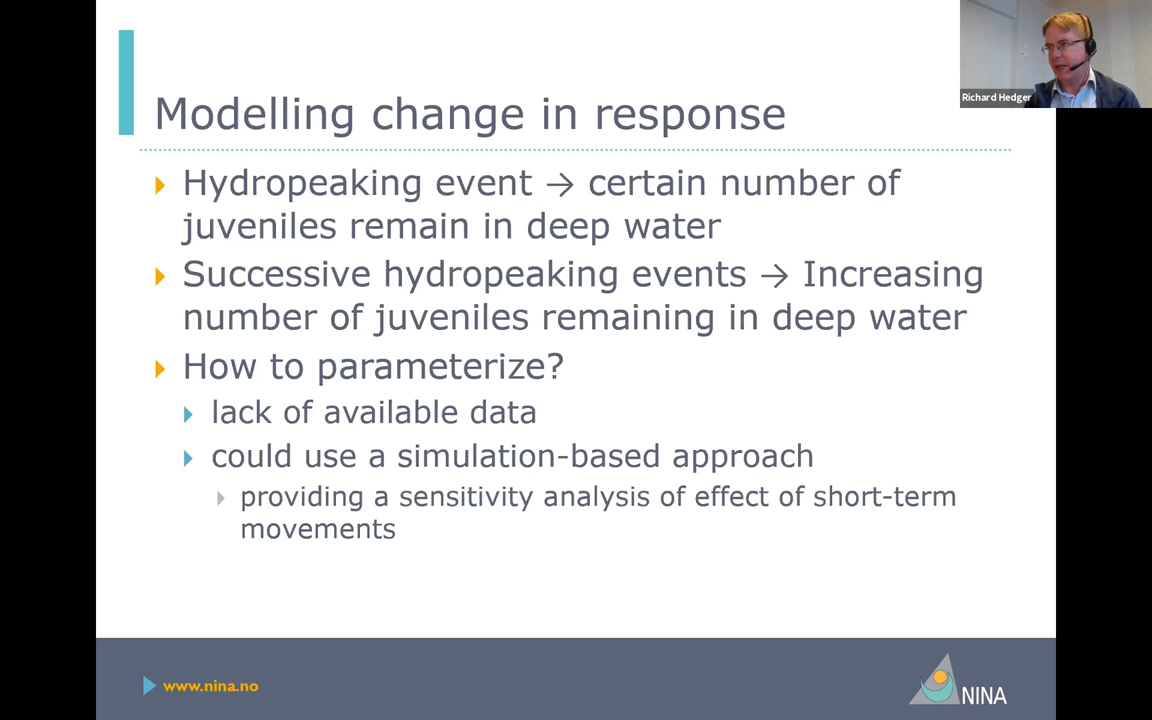 Richard Hedger
Modelling change in response
Hydropeaking event → certain number of
juveniles remain in deep water
Successive hydropeaking events → Increasing
number of juveniles remaining in deep water
How to parameterize?
lack of available data
could use a simulation-based approach
providing a sensitivity analysis of effect of short-term
movements
www.nina.no
NINA